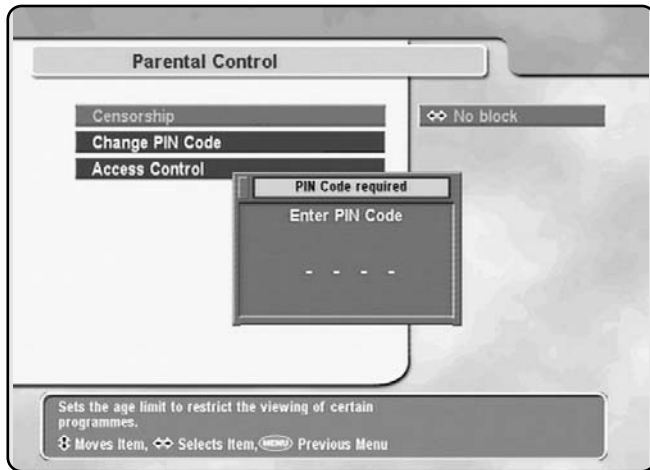 Parental Control
Censorship
No block
Change PIN Code
Access Control
PIN Code required
Enter PIN Code
- - - -
Sets the age limit to restrict the viewing of certain
programmes.
Moves Item, Selects Item, MENU Previous Menu